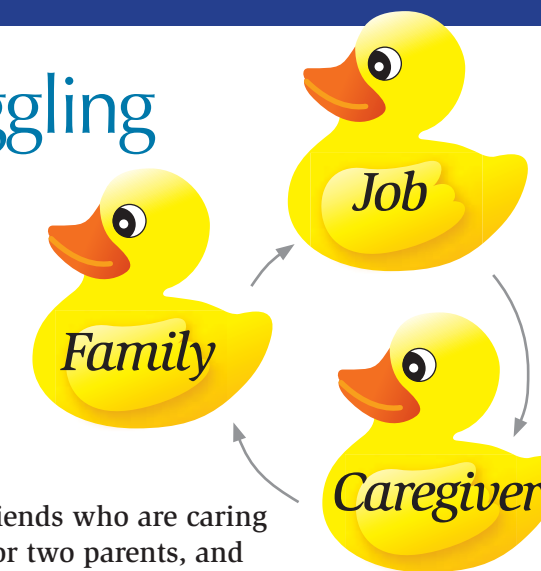 ggling
Job
Family
Caregiver
iends who are caring
or two parents, and